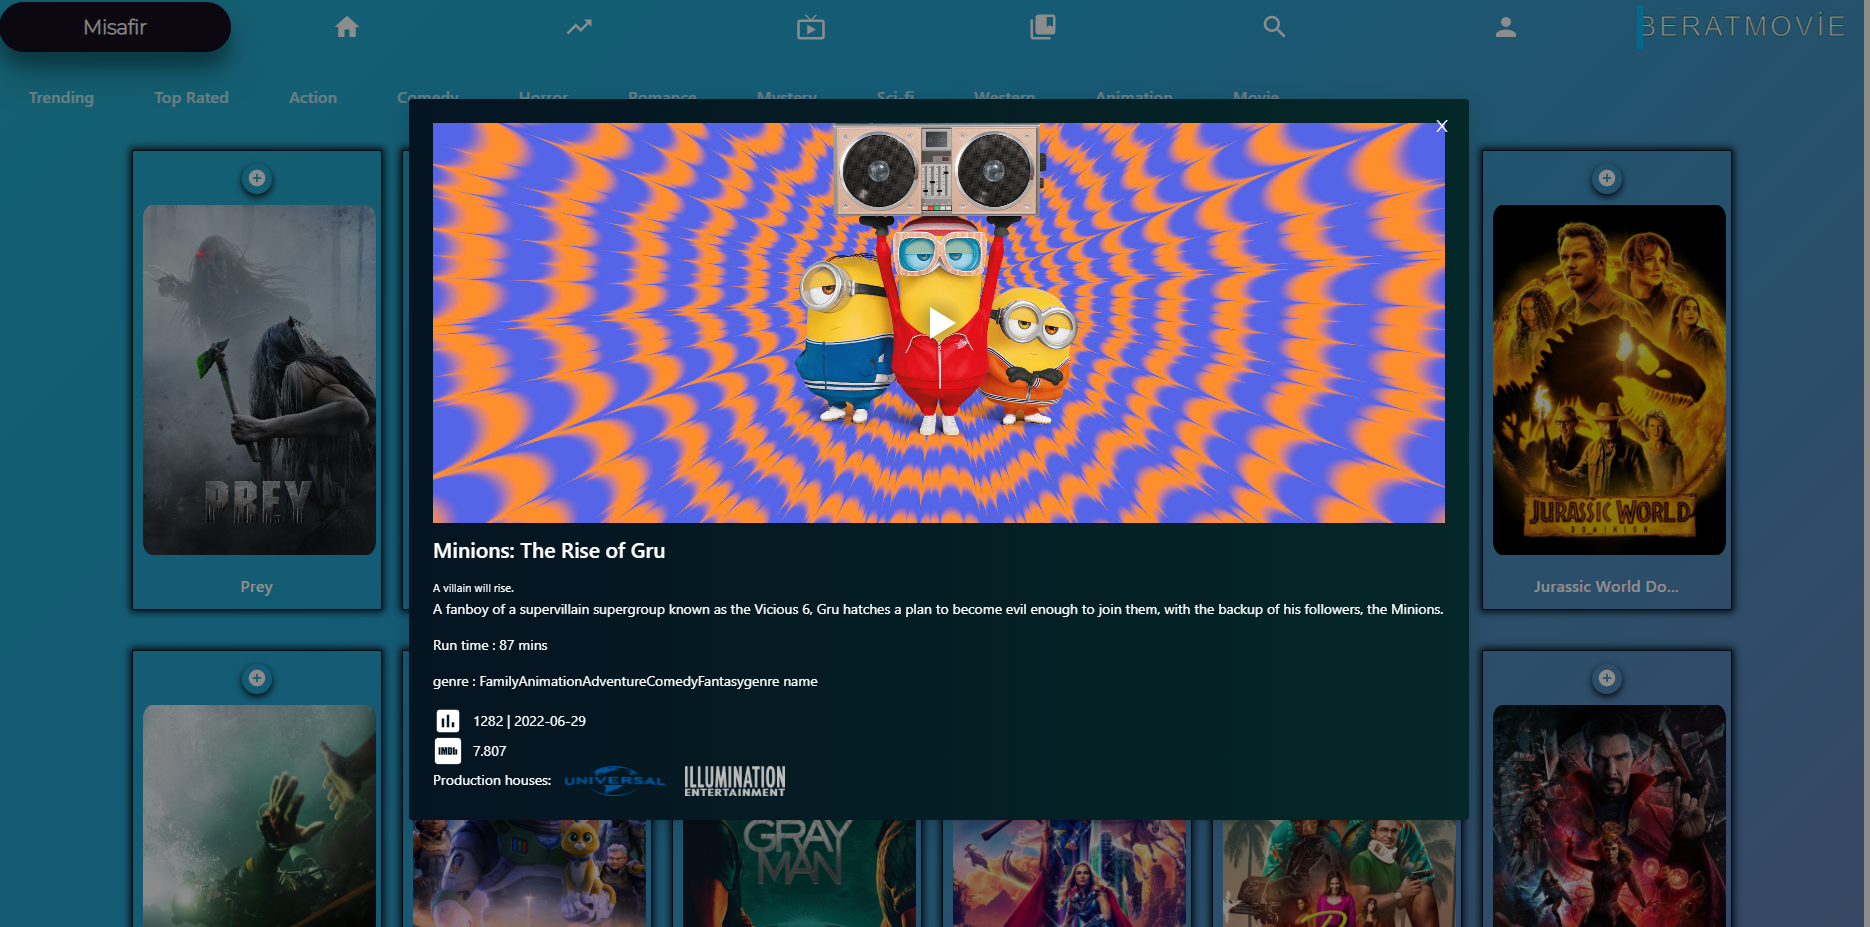 Misafir
BERATMOVİE
Trending Top Rated Action Comedy Horror Romance Mystery Sci-fi Western Animation Movie
X
PREY
JURASSIC WORLD
DOMINION
Minions: The Rise of Gru
Prey
Jurassic World Do...
A villain will rise.
A fanboy of a supervillain supergroup known as the Vicious 6, Gru hatches a plan to become evil enough to join them, with the backup of his followers, the Minions.
Run time : 87 mins
genre : FamilyAnimationAdventureComedyFantasygenre name
1282 | 2022-06-29
IMDb 7.807
Production houses: UNIVERSAL ILLUMINATION
ENTERTAINMENT
GRAY
MAN